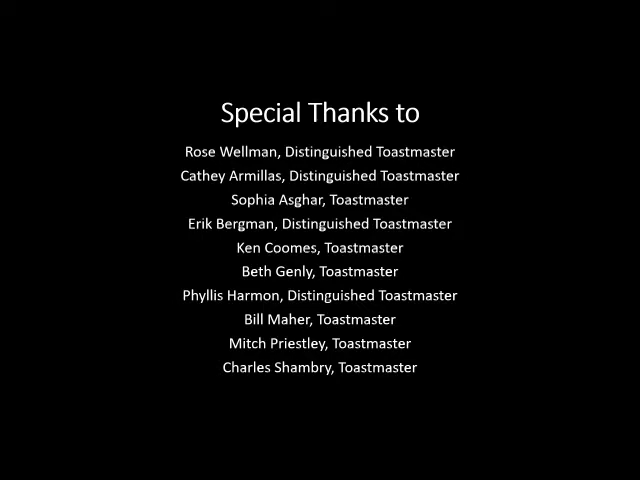 Special Thanks to
Rose Wellman, Distinguished Toastmaster
Cathey Armillas, Distinguished Toastmaster
Sophia Asghar, Toastmaster
Erik Bergman, Distinguished Toastmaster
Ken Coomes, Toastmaster
Beth Genly, Toastmaster
Phyllis Harmon, Distinguished Toastmaster
Bill Maher, Toastmaster
Mitch Priestley, Toastmaster
Charles Shambry, Toastmaster